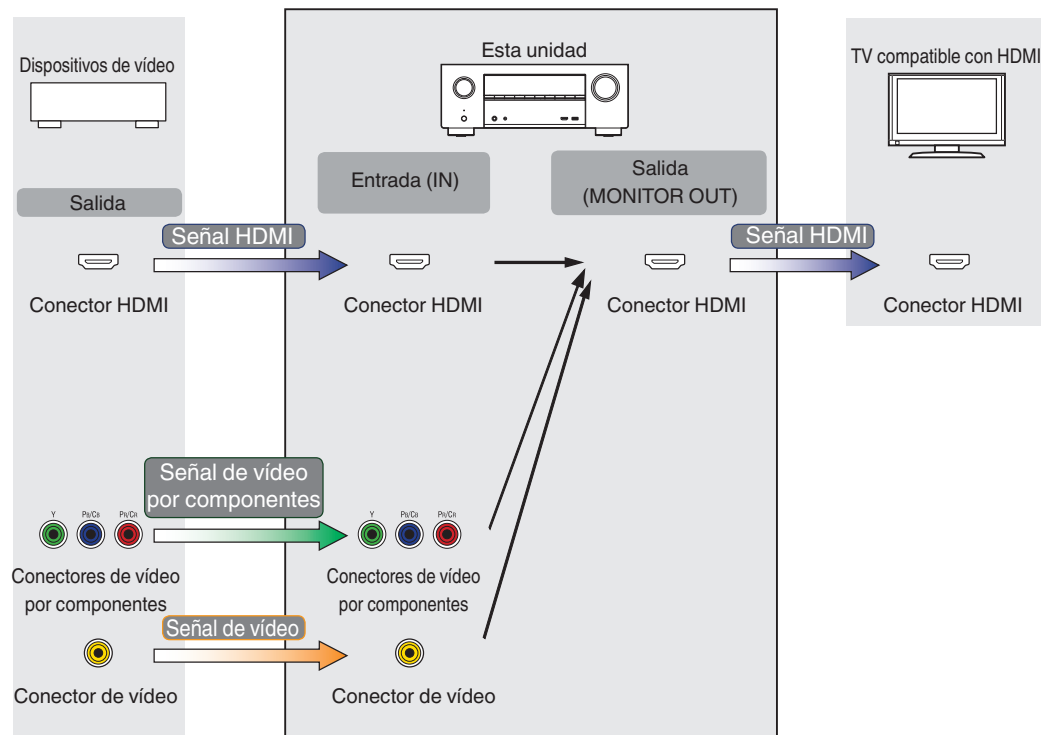 Esta unidad
Dispositivos de vídeo
TV compatible con HDMI
Entrada (IN)
Salida
(MONITOR OUT)
Salida
Señal HDMI
Señal HDMI
Conector HDMI
Conector HDMI
Conector HDMI
Conector HDMI
Señal de vídeo
por componentes
Y PB/CB PR/CR
Y PB/CB PR/CR
Conectores de vídeo
por componentes
Conectores de vídeo
por componentes
Señal de vídeo
Conector de vídeo
Conector de vídeo